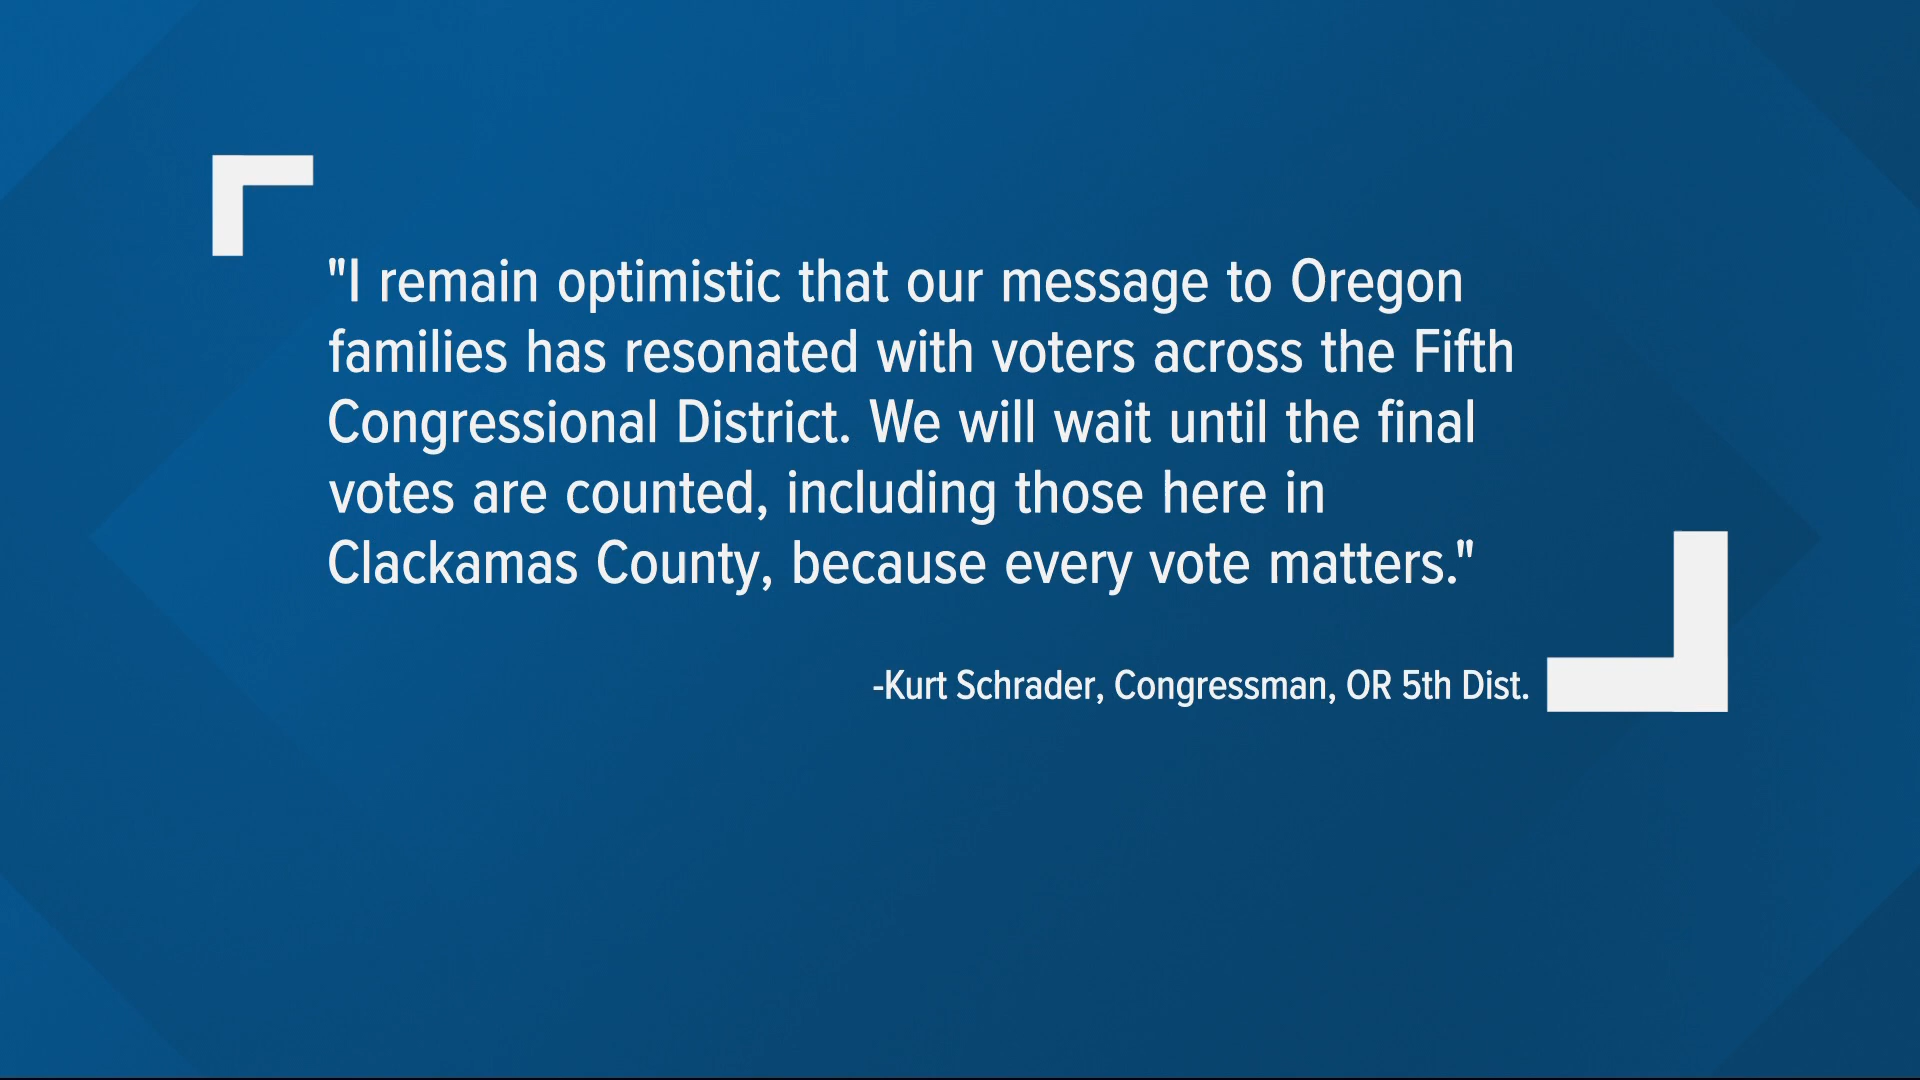 "I remain optimistic that our message to Oregon
families has resonated with voters across the Fifth
Congressional District. We will wait until the final
votes are counted, including those here in
Clackamas County, because every vote matters."
-Kurt Schrader, Congressman, OR 5th Dist.